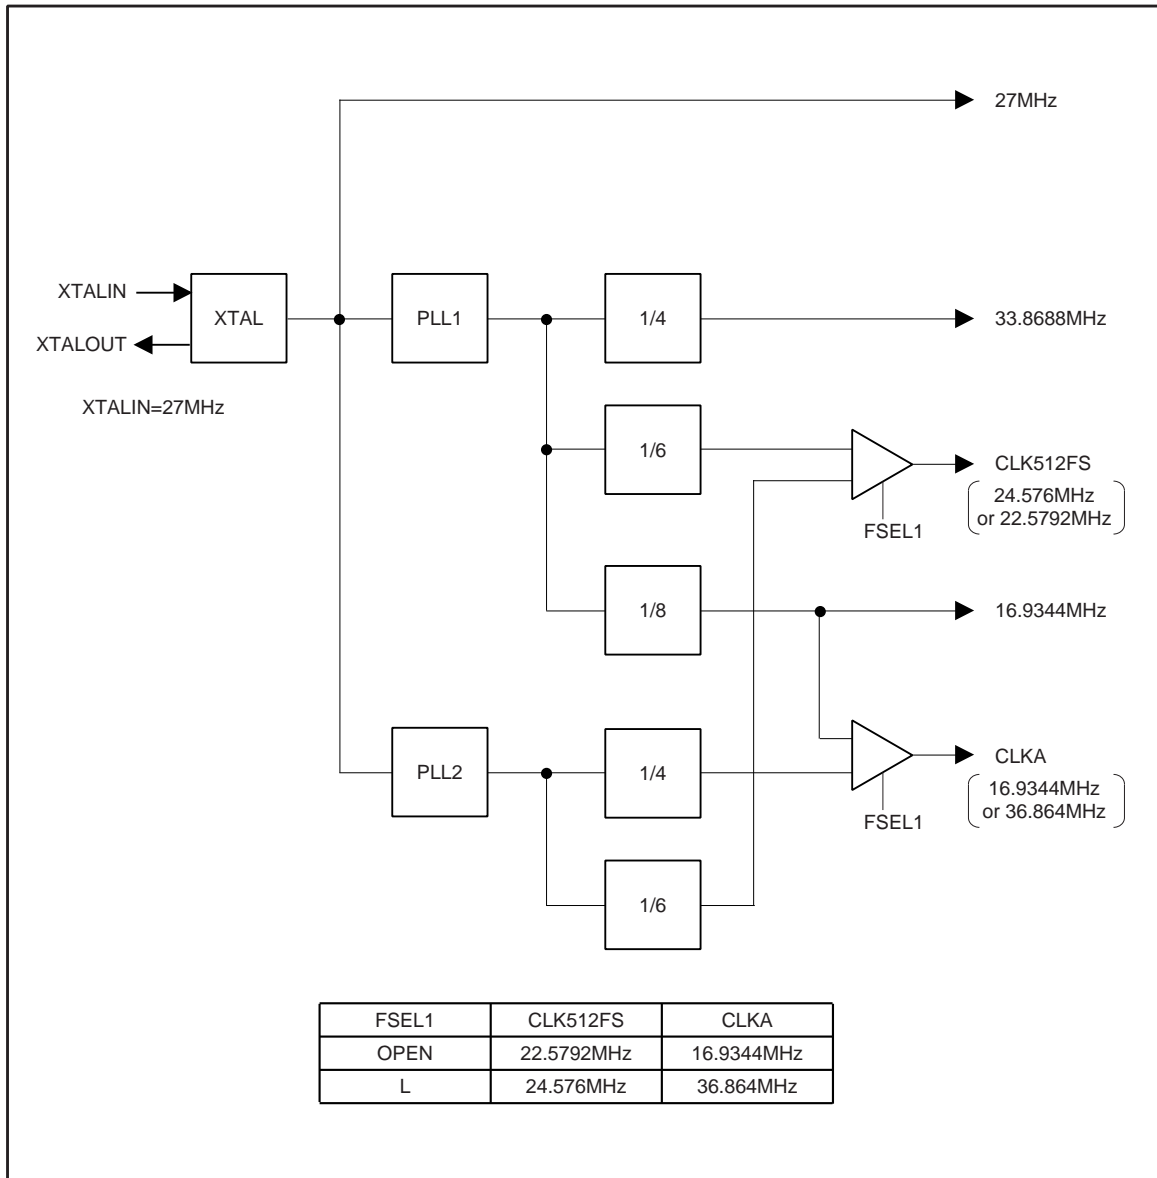 27MHz
XTALIN
XTALOUT
XTAL
PLL1
1/4
33.8688MHz
XTALIN=27MHz
1/6
CLK512FS
24.576MHz
or 22.5792MHz
FSEL1
1/8
16.9344MHz
PLL2
1/4
CLKA
16.9344MHz
or 36.864MHz
FSEL1
1/6
FSEL1 CLK512FS CLKA
OPEN 22.5792MHz 16.9344MHz
L 24.576MHz 36.864MHz